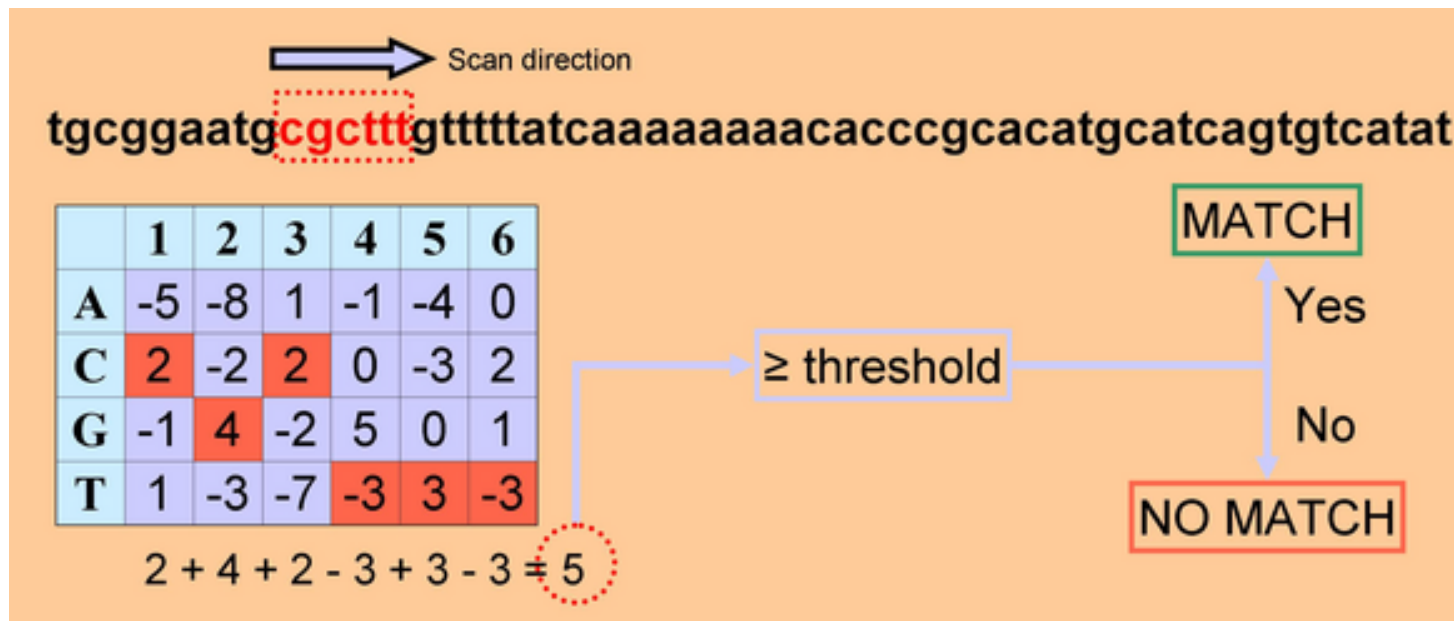 Scan direction
tgcggaatgcgctttgtttttatcaaaaaaaacacccgcacatgcatcagtgtcatat
1 2 3 4 5 6
A -5 -8 1 -1 -4 0
C 2 -2 2 0 -3 2
G -1 4 -2 5 0 1
T 1 -3 -7 -3 3 -3
2 + 4 + 2 - 3 + 3 - 3 = 5
≥ threshold
MATCH
Yes
No
NO MATCH